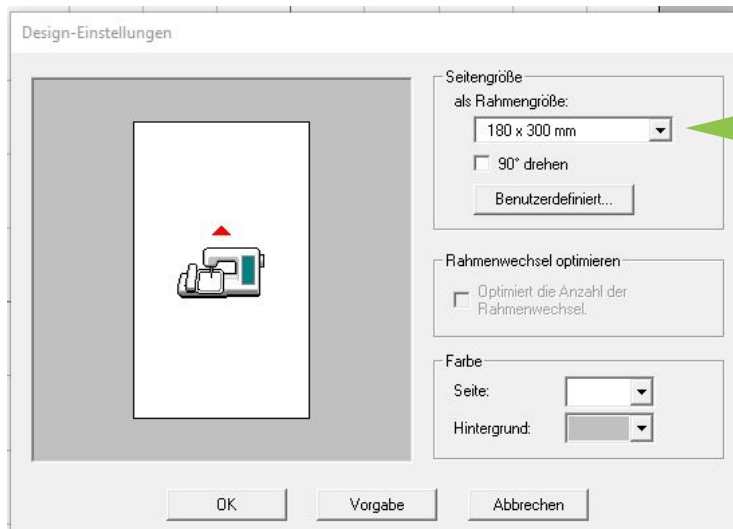 Design-Einstellungen
Seitengröße
als Rahmengröße:
180 x 300 mm
90° drehen
Benutzerdefiniert...
Rahmenwechsel optimieren
Optimiert die Anzahl der
Rahmenwechsel.
Farbe
Seite:
Hintergrund:
OK
Vorgabe
Abbrechen